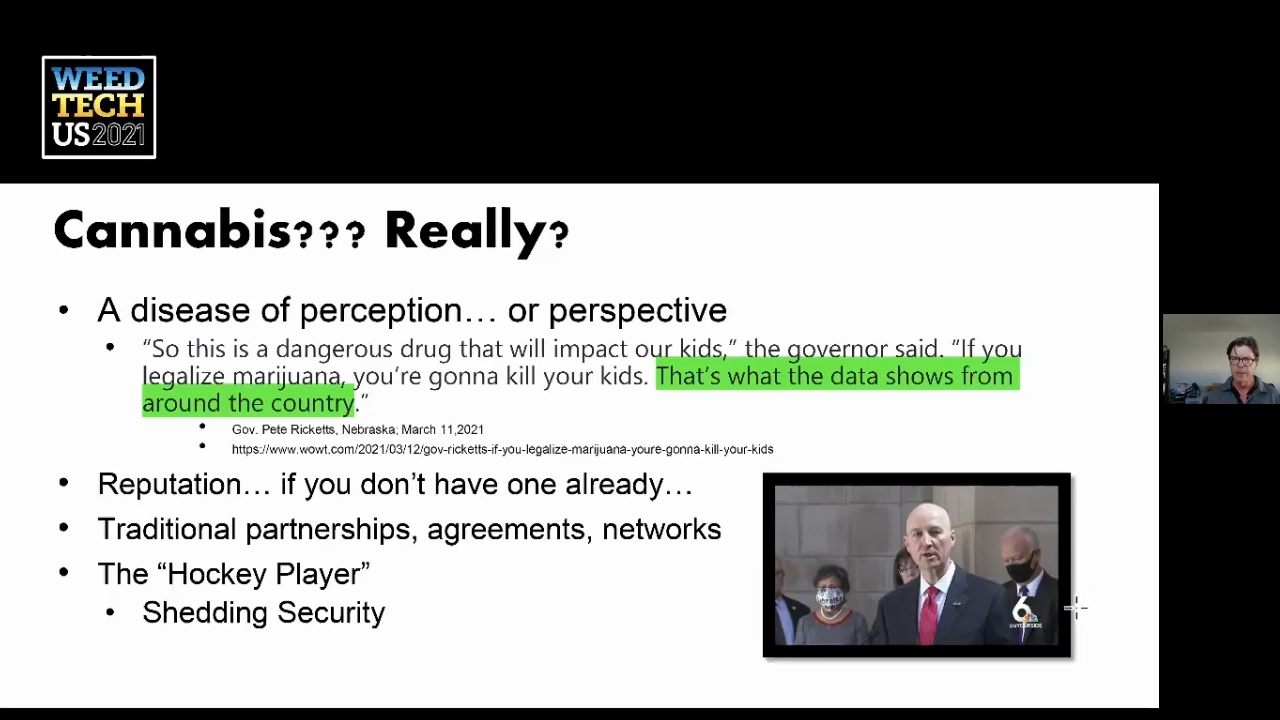 WEED
TECH
US2021
Cannabis??? Really?
• A disease of perception… or perspective
• “So this is a dangerous drug that will impact our kids,” the governor said. “If you
legalize marijuana, you’re gonna kill your kids. That’s what the data shows from
around the country.”
• Gov. Pete Ricketts, Nebraska; March 11,2021
• https://www.wowt.com/2021/03/12/gov-ricketts-if-you-legalize-marijuana-youre-gonna-kill-your-kids
• Reputation… if you don’t have one already…
• Traditional partnerships, agreements, networks
• The “Hockey Player”
• Shedding Security
6